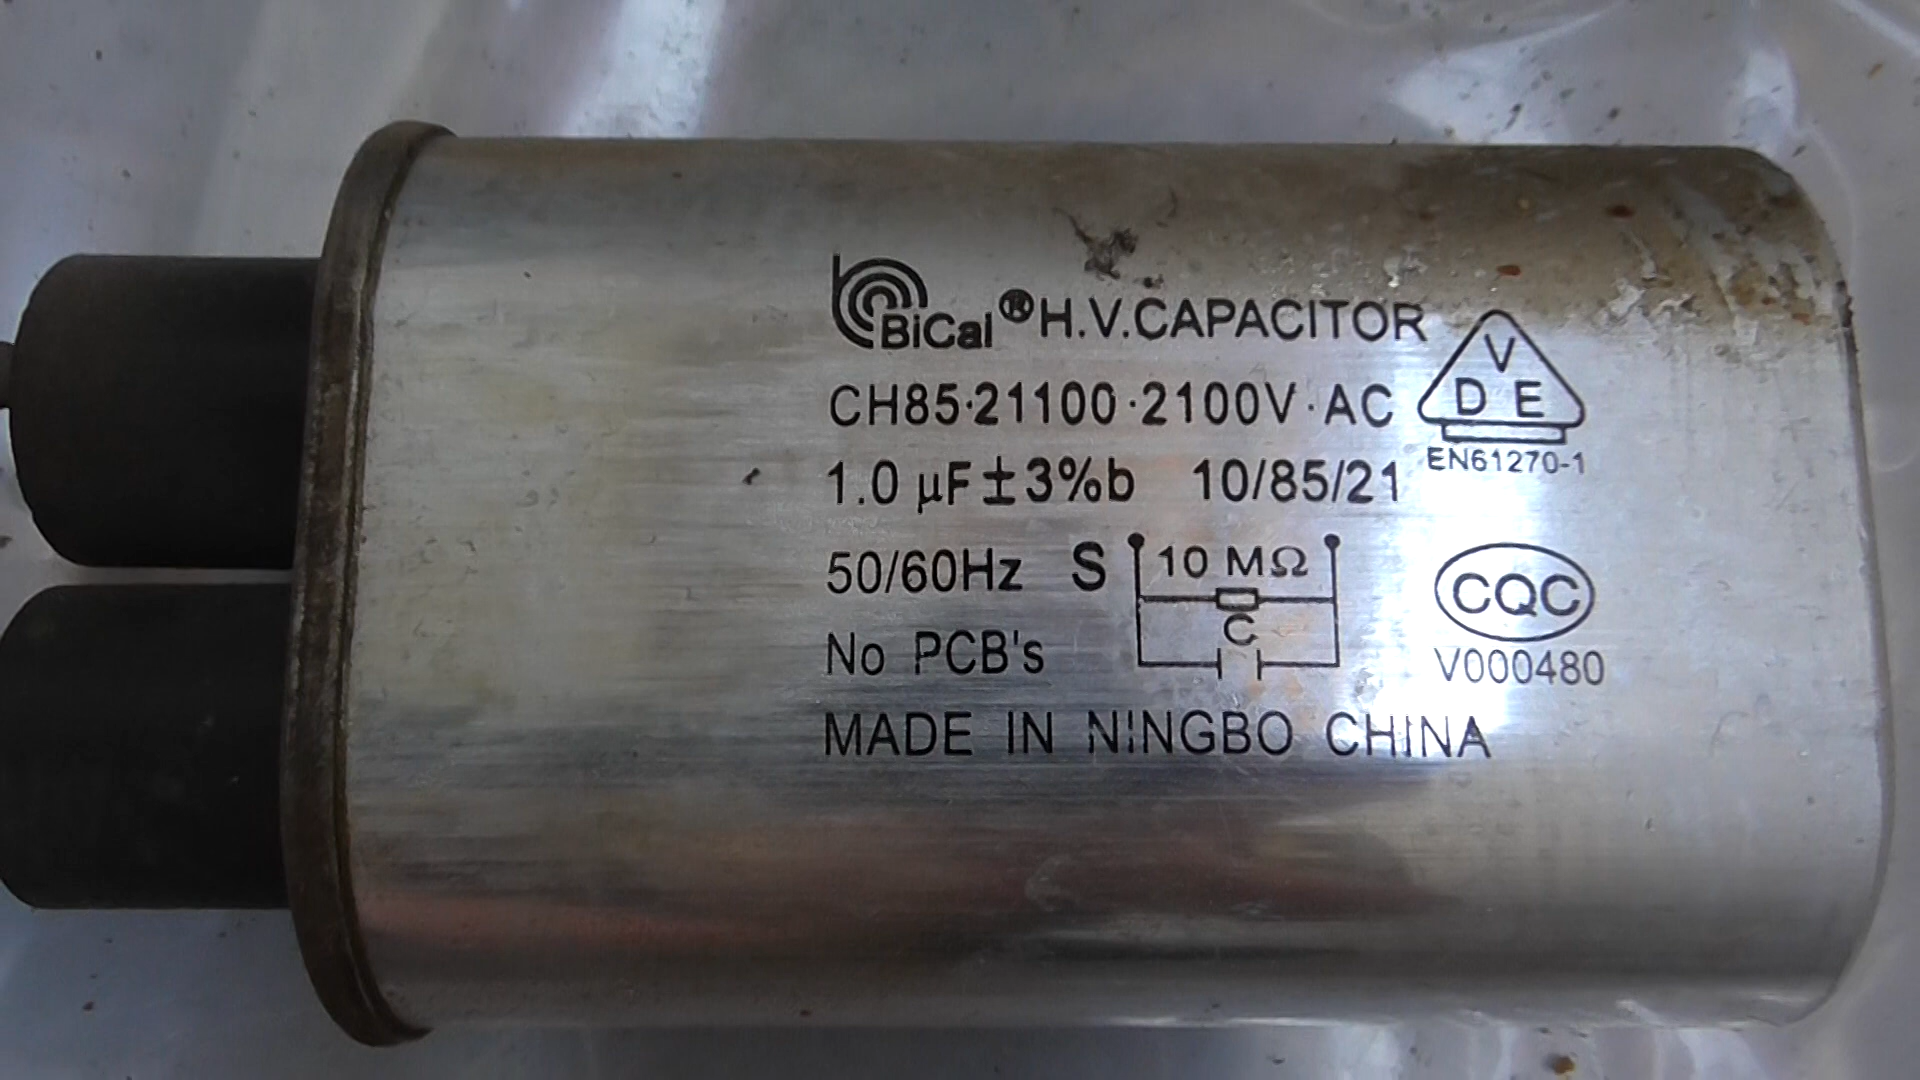 BiCal ® H.V.CAPACITOR
V
D E
CH85·21100·2100V·AC
EN61270-1
1.0 µF±3%b 10/85/21
50/60Hz S 10 MΩ
C
CQC
No PCB's
V000480
MADE IN NINGBO CHINA